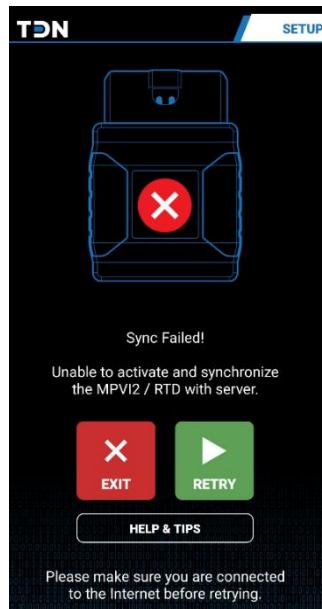 TDN
SETUP
Sync Failed!
Unable to activate and synchronize
the MPVI2 / RTD with server.
EXIT
RETRY
HELP & TIPS
Please make sure you are connected
to the Internet before retrying.